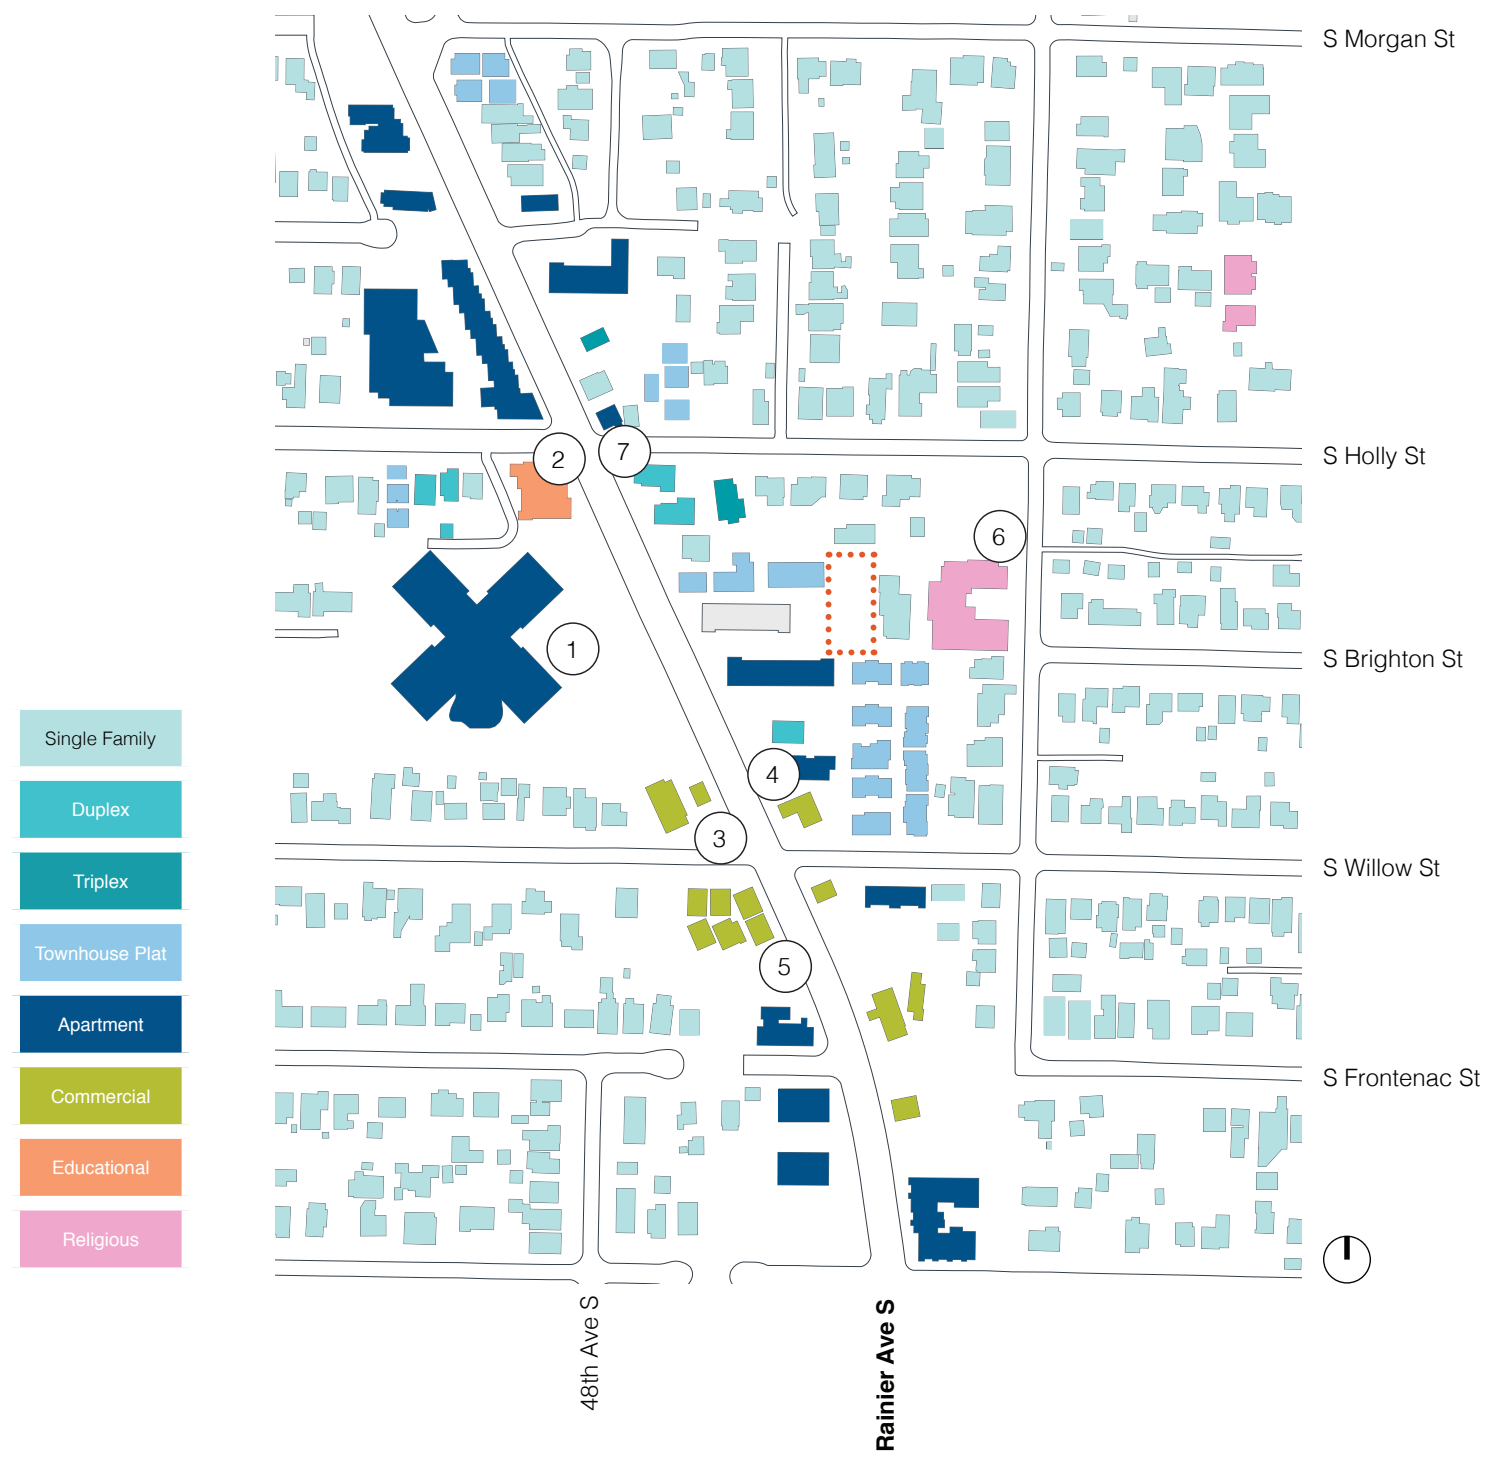 S Morgan St
S Holly St
2
7
6
1
S Brighton St
4
3
S Willow St
5
S Frontenac St
Single Family
Duplex
Triplex
Townhouse Plat
Apartment
Commercial
Educational
Religious
48th Ave S
Rainier Ave S